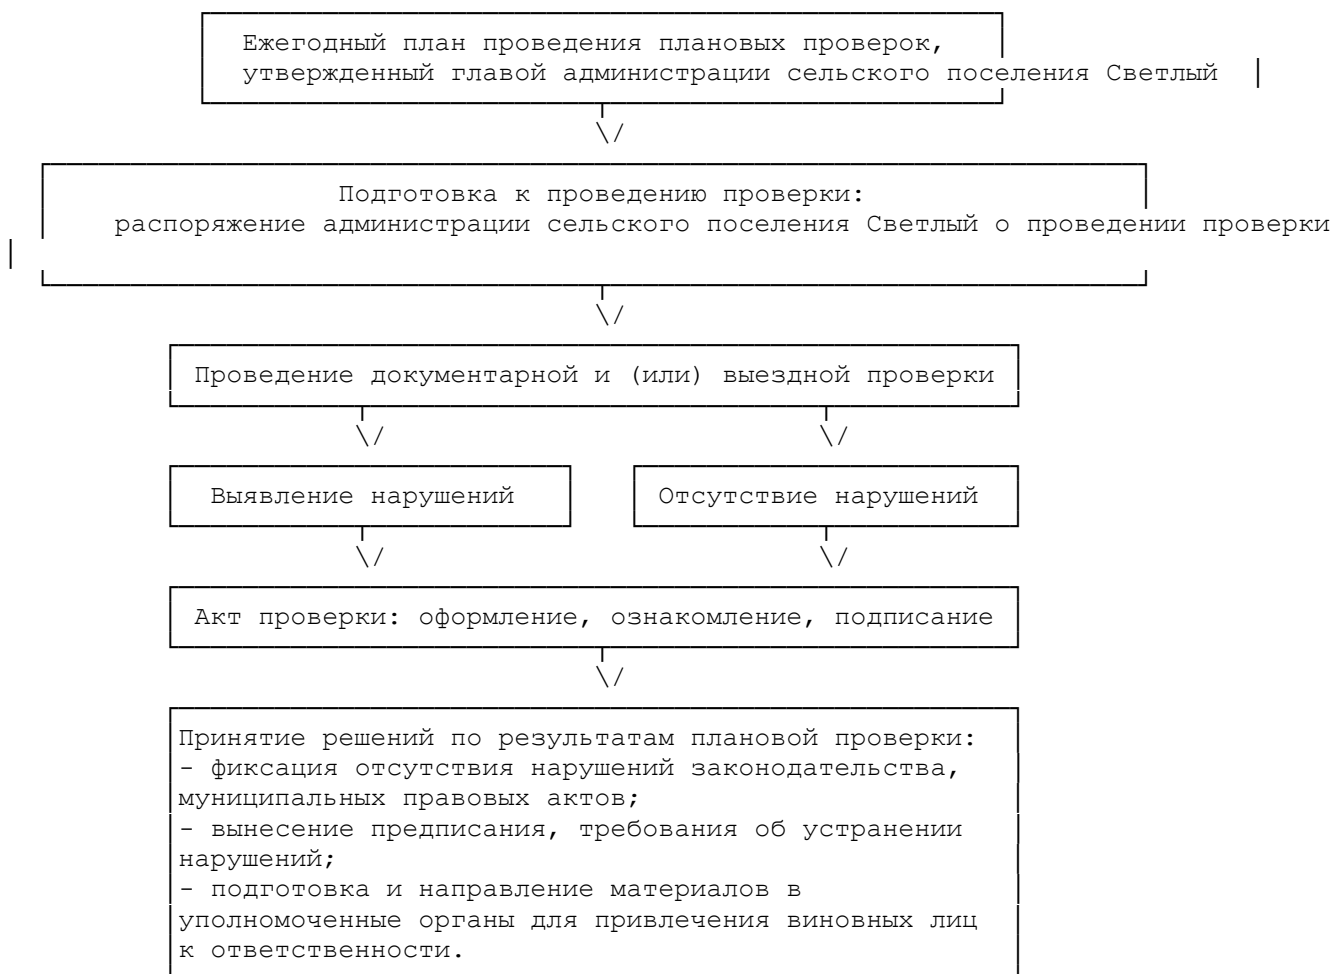 Ежегодный план проведения плановых проверок,
утвержденный главой администрации сельского поселения Светлый
Подготовка к проведению проверки:
распоряжение администрации сельского поселения Светлый о проведении проверки
Проведение документарной и (или) выездной проверки
Выявление нарушений
Отсутствие нарушений
Акт проверки: оформление, ознакомление, подписание
Принятие решений по результатам плановой проверки:
- фиксация отсутствия нарушений законодательства,
муниципальных правовых актов;
- вынесение предписания, требования об устранении
нарушений;
- подготовка и направление материалов в
уполномоченные органы для привлечения виновных лиц
к ответственности.